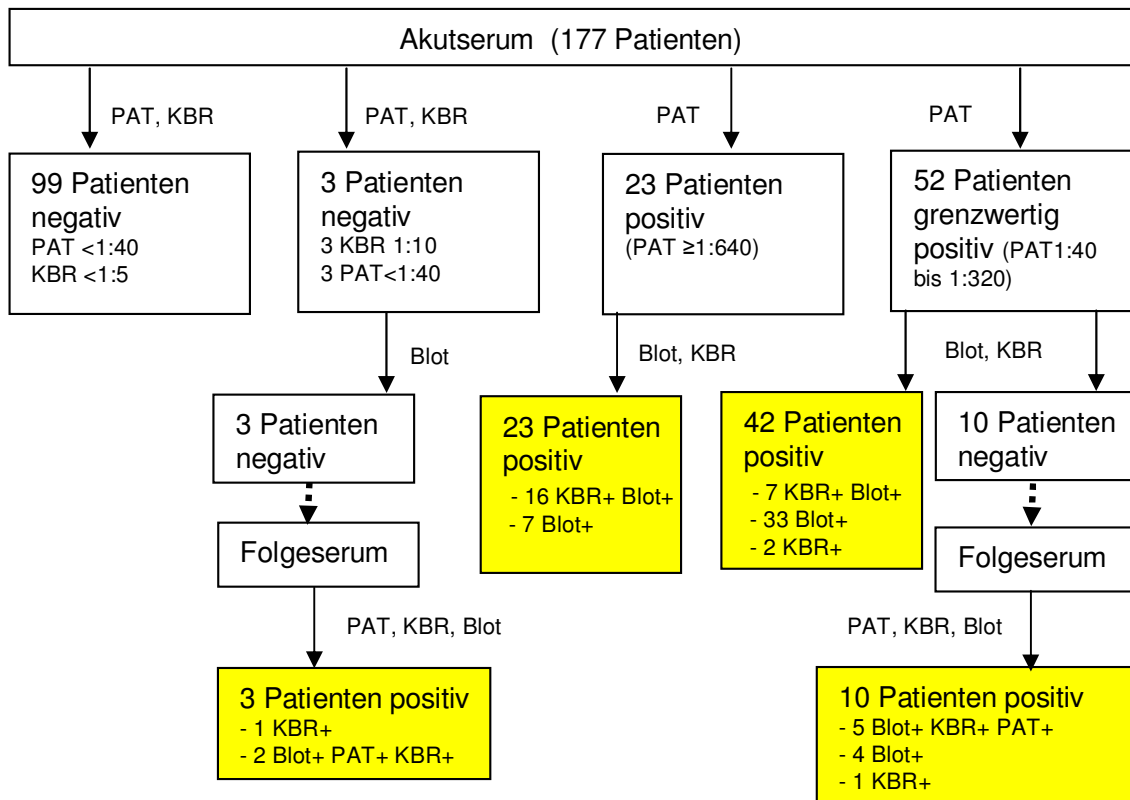 Akutserum (177 Patienten)
PAT, KBR
PAT, KBR
PAT
PAT
99 Patienten
negativ
PAT <1:40
KBR <1:5
3 Patienten
negativ
3 KBR 1:10
3 PAT<1:40
23 Patienten
positiv
(PAT ≥1:640)
52 Patienten
grenzwertig
positiv (PAT1:40
bis 1:320)
Blot
Blot, KBR
Blot, KBR
3 Patienten
negativ
23 Patienten
positiv
- 16 KBR+ Blot+
- 7 Blot+
42 Patienten
positiv
- 7 KBR+ Blot+
- 33 Blot+
- 2 KBR+
10 Patienten
negativ
Folgeserum
Folgeserum
PAT, KBR, Blot
PAT, KBR, Blot
3 Patienten positiv
- 1 KBR+
- 2 Blot+ PAT+ KBR+
10 Patienten positiv
- 5 Blot+ KBR+ PAT+
- 4 Blot+
- 1 KBR+